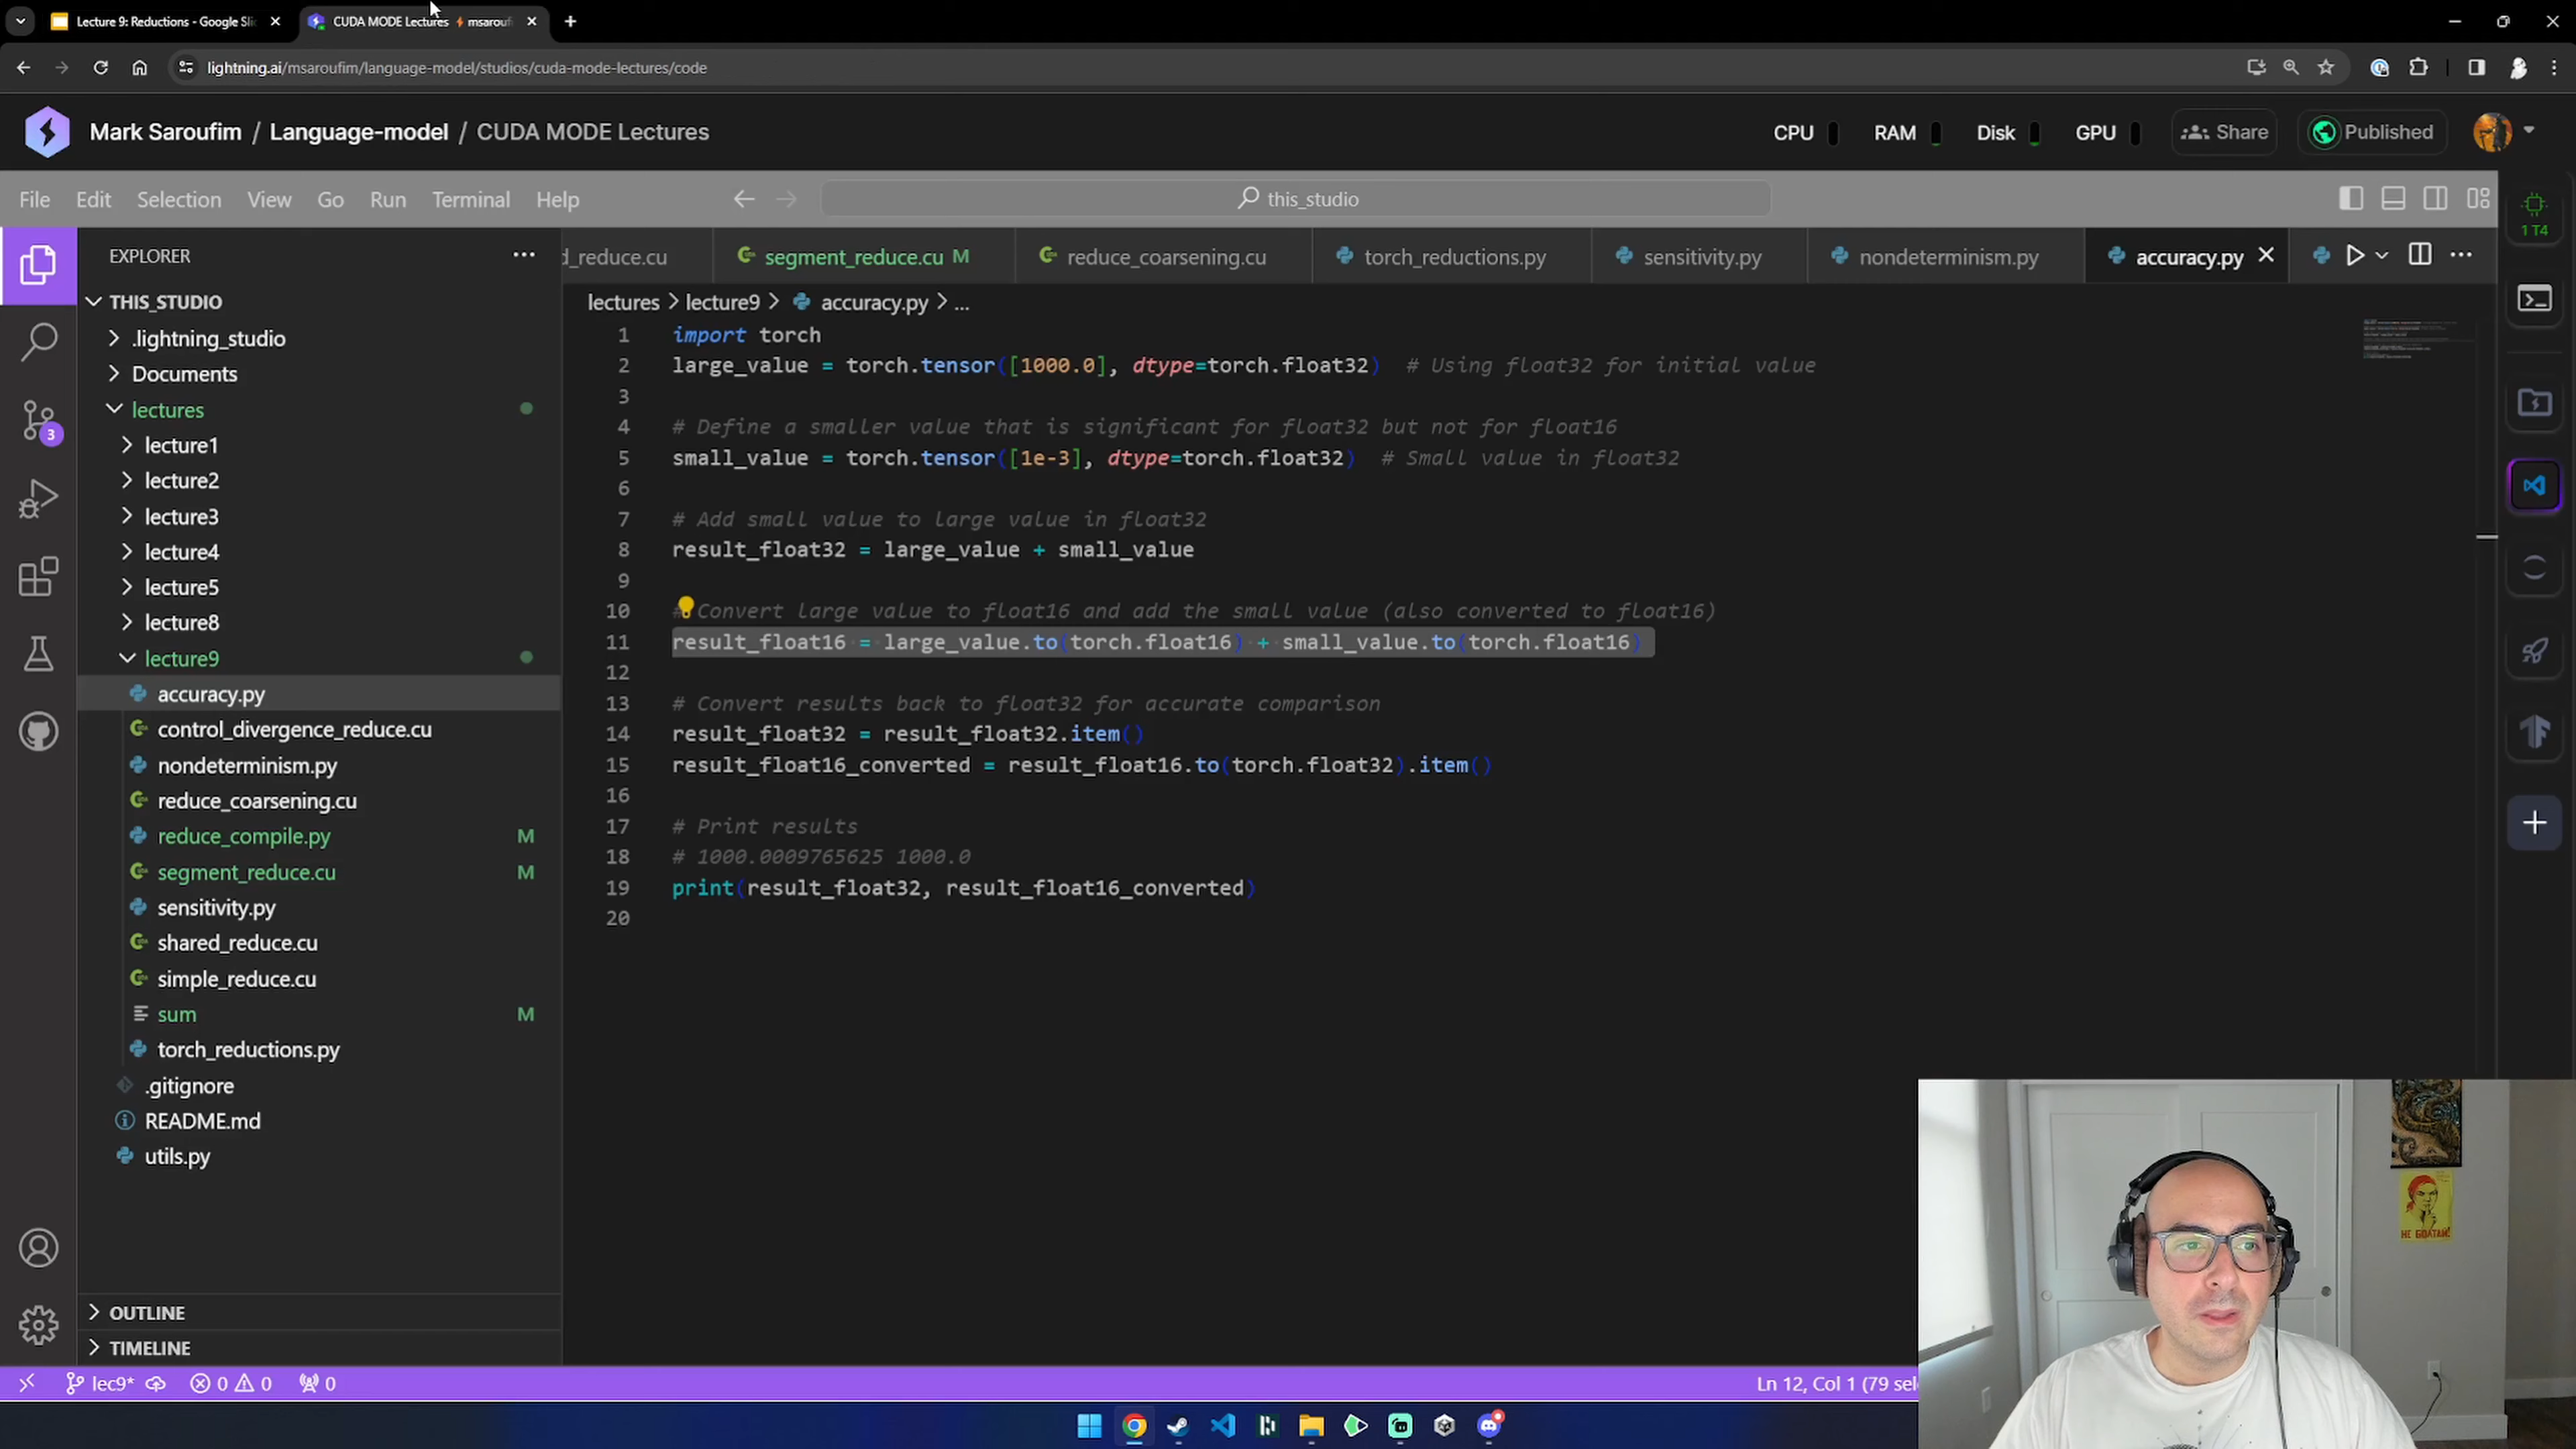 Lecture 9: Reductions - Google Sli
CUDA MODE Lectures ⚡ msarouf
lightning.ai/msaroufim/language-model/studios/cuda-mode-lectures/code
Mark Saroufim / Language-model / CUDA MODE Lectures
CPU RAM Disk GPU Share Published
File Edit Selection View Go Run Terminal Help
this_studio
1 T4
EXPLORER
d_reduce.cu segment_reduce.cu M reduce_coarsening.cu torch_reductions.py sensitivity.py nondeterminism.py accuracy.py
lectures > lecture9 > accuracy.py > ...
THIS_STUDIO
.lightning_studio
Documents
lectures
lecture1
lecture2
lecture3
lecture4
lecture5
lecture8
lecture9
accuracy.py
control_divergence_reduce.cu
nondeterminism.py
reduce_coarsening.cu
reduce_compile.py M
segment_reduce.cu M
sensitivity.py
shared_reduce.cu
simple_reduce.cu
sum M
torch_reductions.py
.gitignore
README.md
utils.py
OUTLINE
TIMELINE
3
1 import torch
2 large_value = torch.tensor([1000.0], dtype=torch.float32)  # Using float32 for initial value
3
4 # Define a smaller value that is significant for float32 but not for float16
5 small_value = torch.tensor([1e-3], dtype=torch.float32)  # Small value in float32
6
7 # Add small value to large value in float32
8 result_float32 = large_value + small_value
9
10 # Convert large value to float16 and add the small value (also converted to float16)
11 result_float16 = large_value.to(torch.float16) + small_value.to(torch.float16)
12
13 # Convert results back to float32 for accurate comparison
14 result_float32 = result_float32.item()
15 result_float16_converted = result_float16.to(torch.float32).item()
16
17 # Print results
18 # 1000.0009765625 1000.0
19 print(result_float32, result_float16_converted)
20
НЕ БОЛТАЙ!
lec9* 0 0 0
Ln 12, Col 1 (79 sel